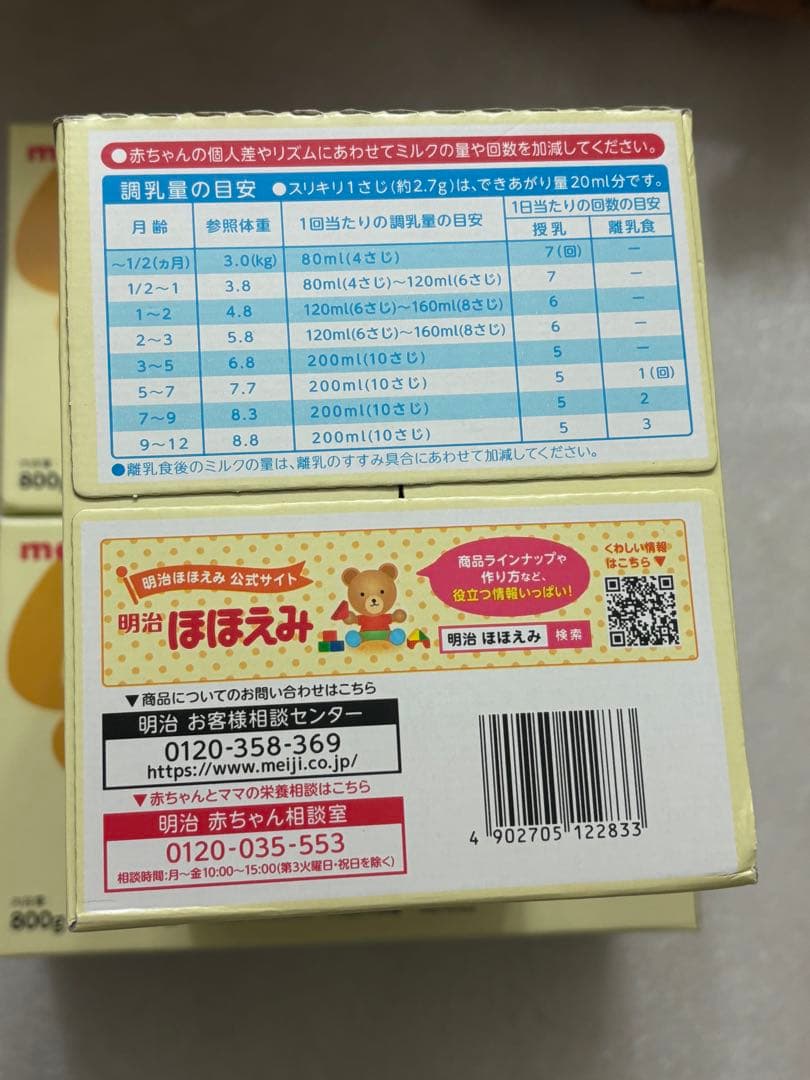 ●赤ちゃんの個人差やリズムにあわせてミルクの量や回数を加減してください。
調乳量の目安 ●スリキリ1さじ(約2.7g)は、できあがり量20ml分です。
月齢 参照体重 1回当たりの調乳量の目安 1日当たりの回数の目安
授乳 離乳食
～1/2(ヵ月) 3.0(kg) 80ml(4さじ) 7(回) ー
1/2～1 3.8 80ml(4さじ)～120ml(6さじ) 7 ー
1～2 4.8 120ml(6さじ)～160ml(8さじ) 6 ー
2～3 5.8 120ml(6さじ)～160ml(8さじ) 6 ー
3～5 6.8 200ml(10さじ) 5 ー
5～7 7.7 200ml(10さじ) 5 1(回)
7～9 8.3 200ml(10さじ) 5 2
9～12 8.8 200ml(10さじ) 5 3
●離乳食後のミルクの量は、離乳のすすみ具合にあわせて加減してください。
明治ほほえみ 公式サイト
明治 ほほえみ
商品ラインナップや
作り方など、
役立つ情報いっぱい!
明治 ほほえみ 検索
くわしい情報
はこちら▼
▼商品についてのお問い合わせはこちら
明治 お客様相談センター
0120-358-369
https://www.meiji.co.jp/
▼赤ちゃんとママの栄養相談はこちら
明治 赤ちゃん相談室
0120-035-553
相談時間:月～金10:00～15:00(第3火曜日・祝日を除く)
4 902705 122833
800g
800g